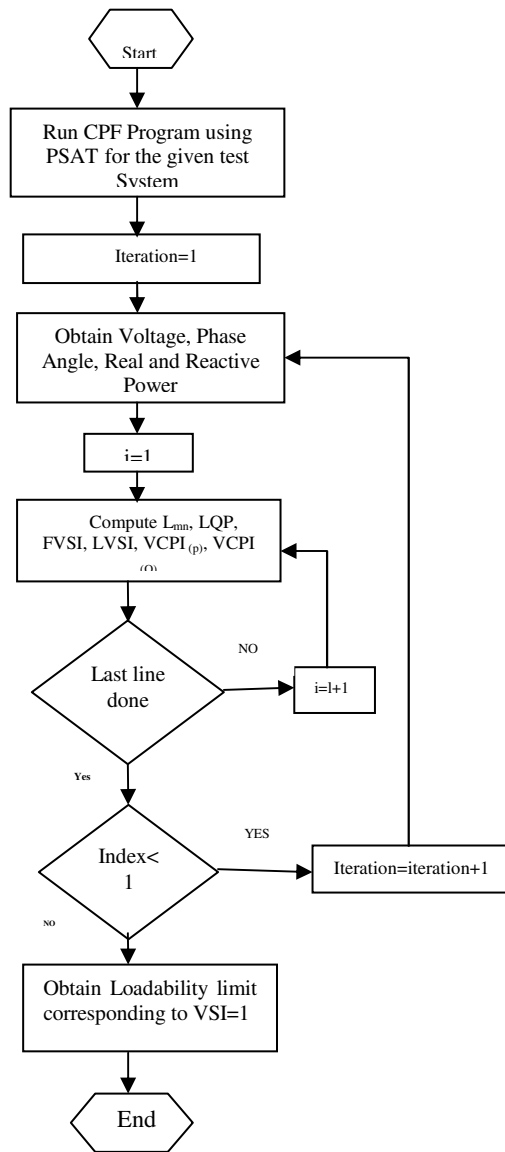 Start
Run CPF Program using
PSAT for the given test
System
Iteration=1
Obtain Voltage, Phase
Angle, Real and Reactive
Power
i=1
Compute Lmn, LQP,
FVSI, LVSI, VCPI (p), VCPI
(Q)
Last line
done
NO
i=l+1
Yes
Index<
1
YES
Iteration=iteration+1
NO
Obtain Loadability limit
corresponding to VSI=1
End